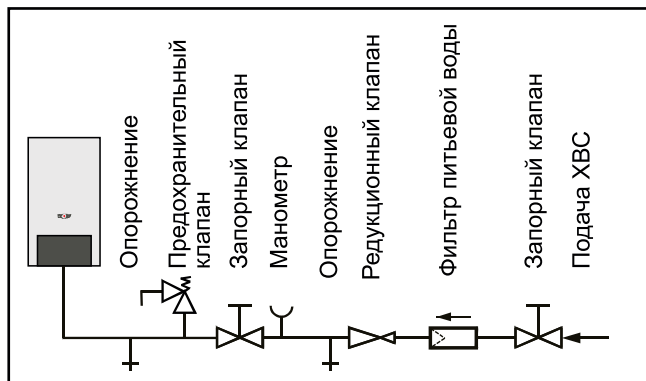 Опорожнение
Предохранительный
клапан
Запорный клапан
Манометр
Опорожнение
Редукционный клапан
Фильтр питьевой воды
Запорный клапан
Подача ХВС